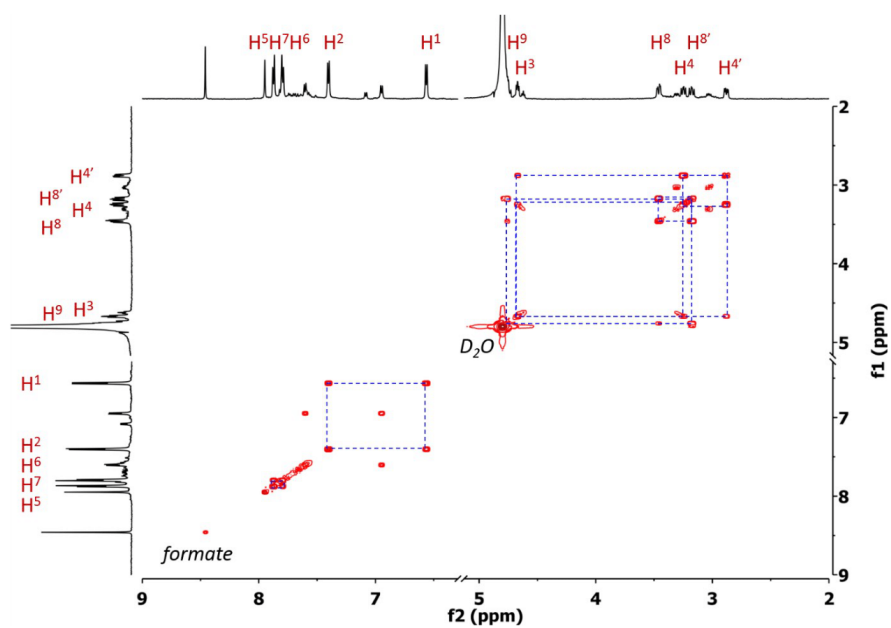 H⁵ H⁷ H⁶ H² H¹ H⁹ H³ H⁸ H⁴ H⁸' H⁴'
H⁴'
H⁸'
H⁴
H⁸
H⁹ H³
H¹
H²
H⁶
H⁷
H⁵
D₂O
formate
2
3
4
5
7
8
9
f1 (ppm)
9 8 7 5 4 3 2
f2 (ppm)